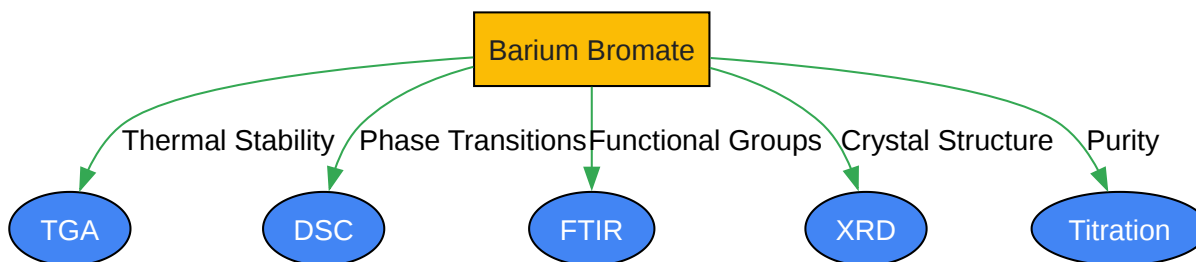 Barium Bromate
Thermal Stability
Phase Transitions
Functional Groups
Crystal Structure
Purity
TGA
DSC
FTIR
XRD
Titration